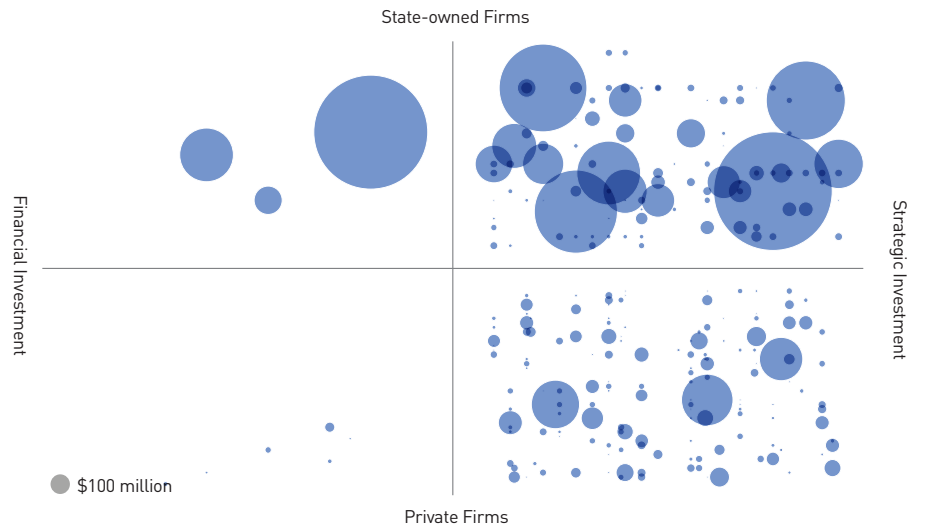 State-owned Firms
Financial Investment
Strategic Investment
$100 million
Private Firms